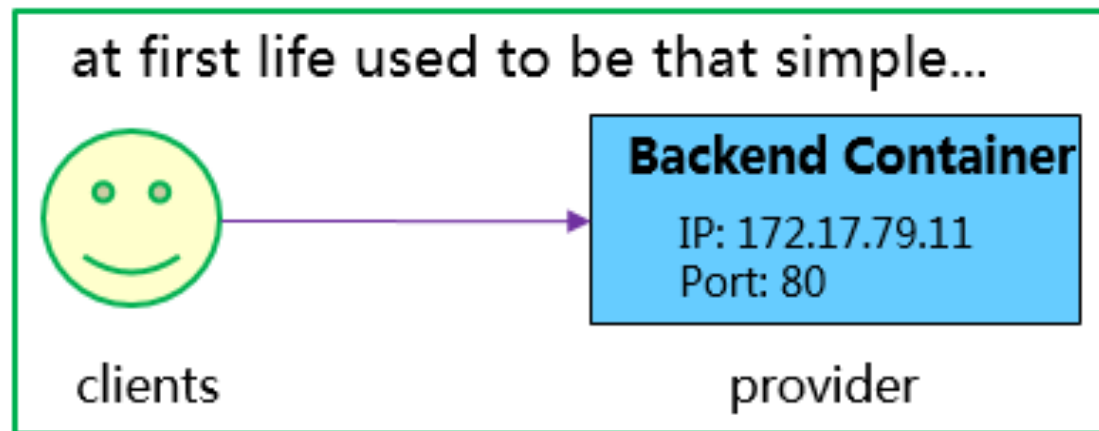 at first life used to be that simple...
Backend Container
IP: 172.17.79.11
Port: 80
clients
provider